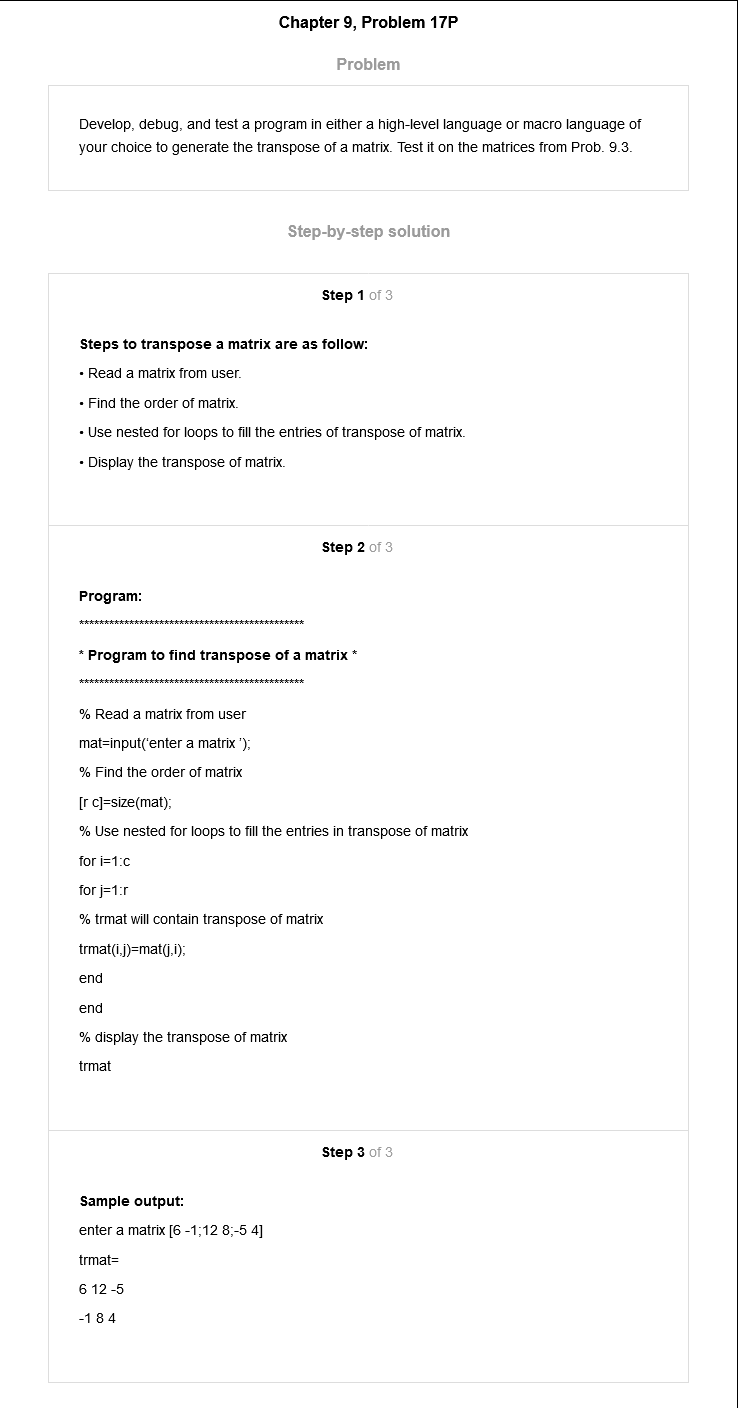 Chapter 9, Problem 17P
Problem
Develop, debug, and test a program in either a high-level language or macro language of
your choice to generate the transpose of a matrix. Test it on the matrices from Prob. 9.3.
Step-by-step solution
Step 1 of 3
Steps to transpose a matrix are as follow:
• Read a matrix from user.
• Find the order of matrix.
• Use nested for loops to fill the entries of transpose of matrix.
• Display the transpose of matrix.
Step 2 of 3
Program:
*********************************************
* Program to find transpose of a matrix *
*********************************************
% Read a matrix from user
mat=input(‘enter a matrix ’);
% Find the order of matrix
[r c]=size(mat);
% Use nested for loops to fill the entries in transpose of matrix
for i=1:c
for j=1:r
% trmat will contain transpose of matrix
trmat(i,j)=mat(j,i);
end
end
% display the transpose of matrix
trmat
Step 3 of 3
Sample output:
enter a matrix [6 -1;12 8;-5 4]
trmat=
6 12 -5
-1 8 4